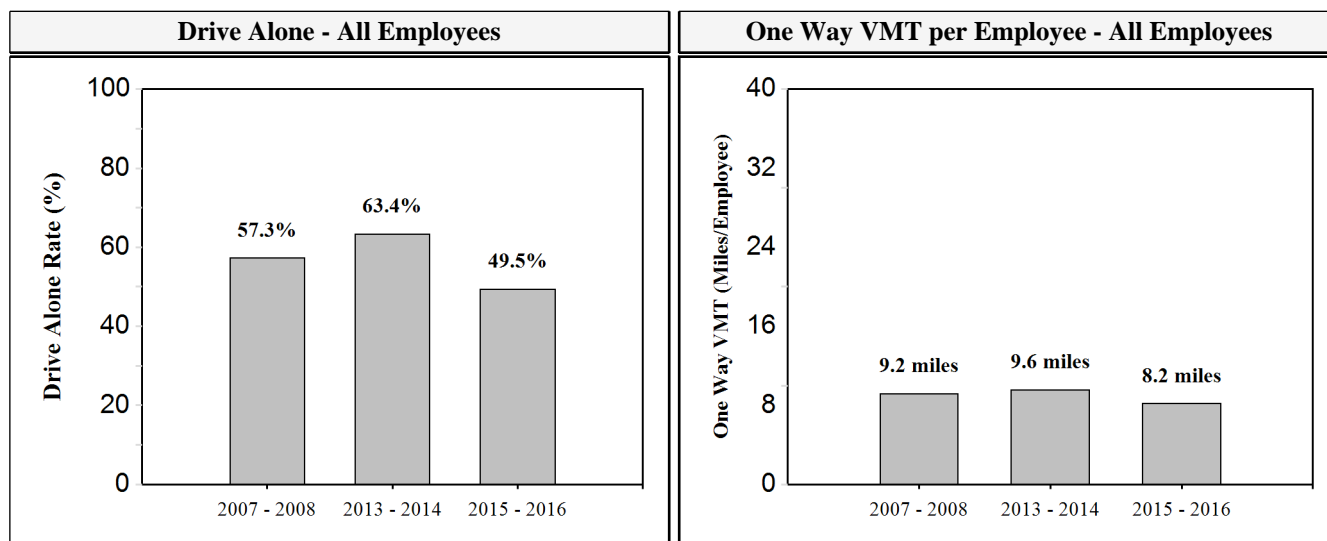 Drive Alone - All Employees
One Way VMT per Employee - All Employees
Drive Alone Rate (%)
100
80
60
40
20
0
57.3%
63.4%
49.5%
2007 - 2008
2013 - 2014
2015 - 2016
One Way VMT (Miles/Employee)
40
32
24
16
8
0
9.2 miles
9.6 miles
8.2 miles
2007 - 2008
2013 - 2014
2015 - 2016